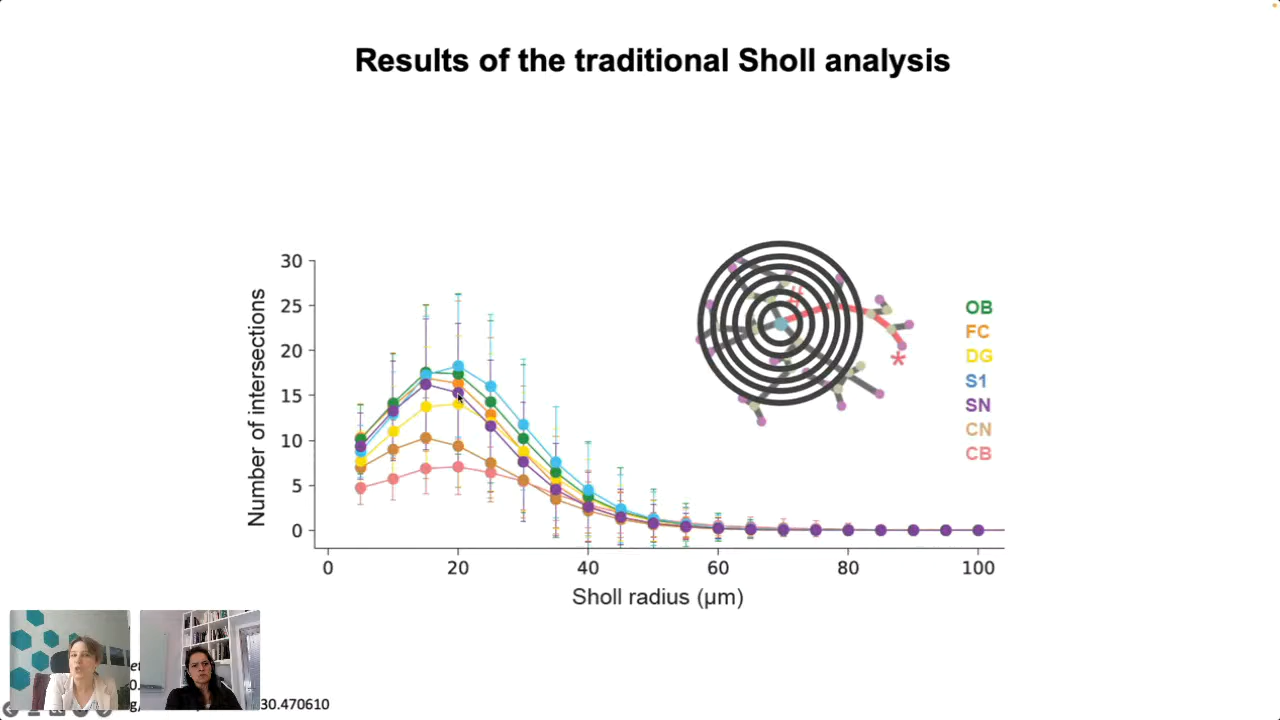 Results of the traditional Sholl analysis
30
25
20
15
10
5
0
Number of intersections
0 20 40 60 80 100
Sholl radius (μm)
#
*
OB
FC
DG
S1
SN
CN
CB
30.470610